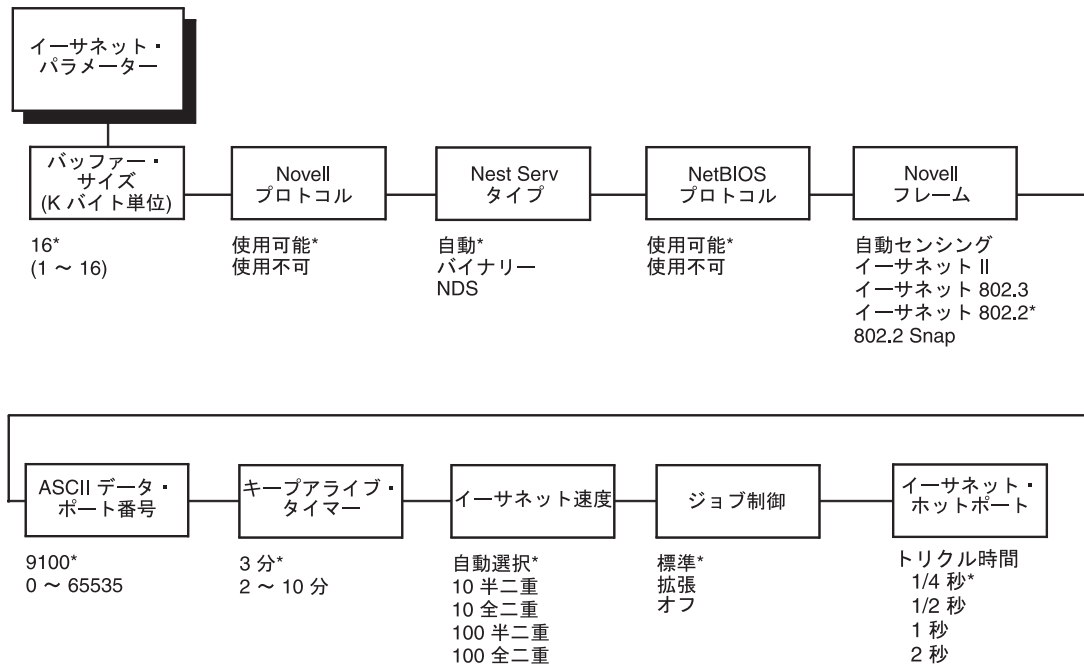 イーサネット・
パラメーター
バッファー・
サイズ
(K バイト単位)
16*
(1 ～ 16)
Novell
プロトコル
使用可能*
使用不可
Nest Serv
タイプ
自動*
バイナリー
NDS
NetBIOS
プロトコル
使用可能*
使用不可
Novell
フレーム
自動センシング
イーサネット II
イーサネット 802.3
イーサネット 802.2*
802.2 Snap
ASCII データ・
ポート番号
9100*
0 ～ 65535
キープアライブ・
タイマー
3 分*
2 ～ 10 分
イーサネット速度
自動選択*
10 半二重
10 全二重
100 半二重
100 全二重
ジョブ制御
標準*
拡張
オフ
イーサネット・
ホットポート
トリクル時間
1/4 秒*
1/2 秒
1 秒
2 秒